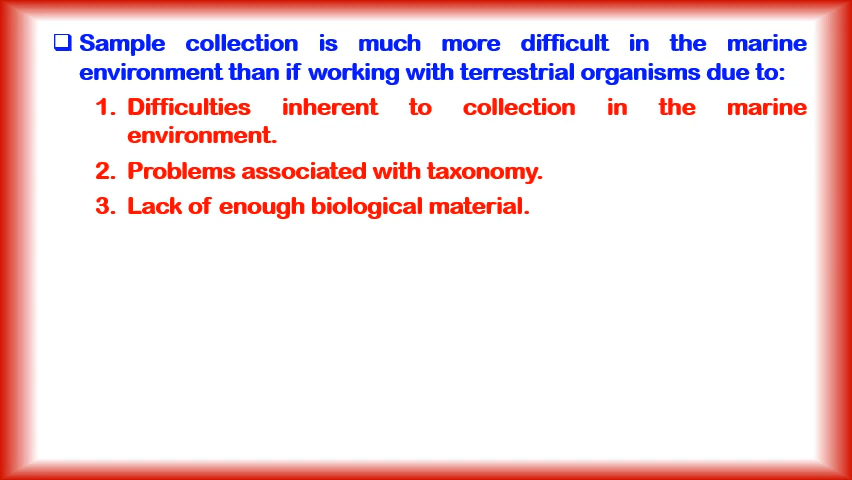 ❑ Sample collection is much more difficult in the marine
environment than if working with terrestrial organisms due to:
1. Difficulties inherent to collection in the marine
environment.
2. Problems associated with taxonomy.
3. Lack of enough biological material.